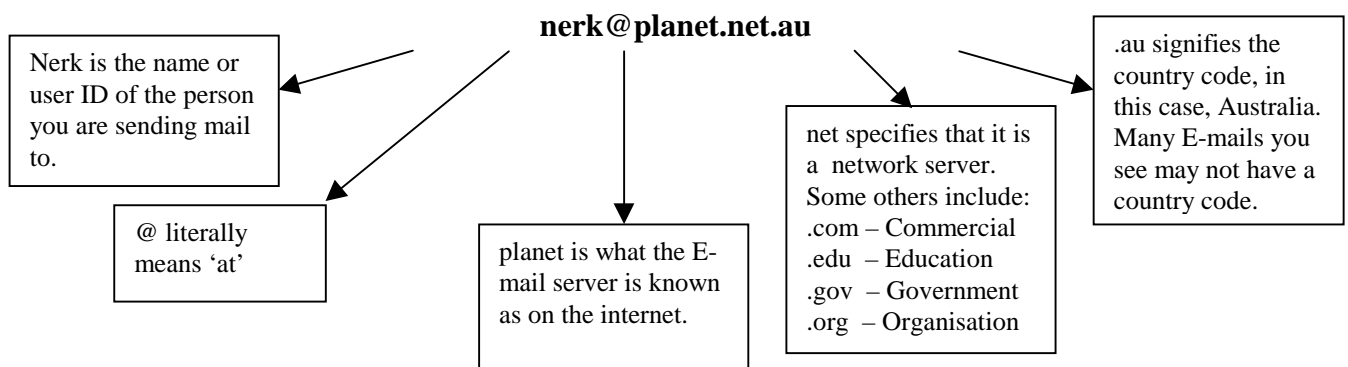 nerk@planet.net.au
Nerk is the name or
user ID of the person
you are sending mail
to.
@ literally
means ‘at’
planet is what the E-
mail server is known
as on the internet.
net specifies that it is
a network server.
Some others include:
.com – Commercial
.edu – Education
.gov – Government
.org – Organisation
.au signifies the
country code, in
this case, Australia.
Many E-mails you
see may not have a
country code.